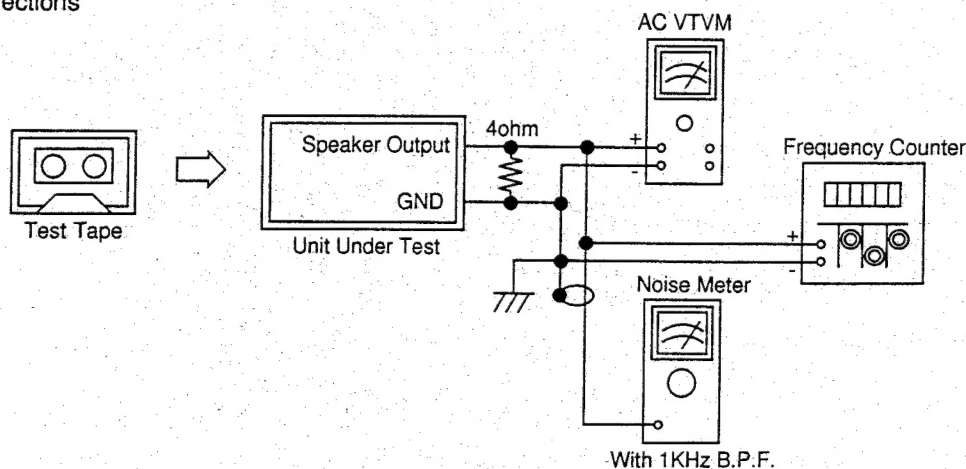 ections
AC VTVM
4ohm
Speaker Output
+
-
GND
Frequency Counter
+
-
Test Tape
Unit Under Test
Noise Meter
With 1KHz B.P.F.